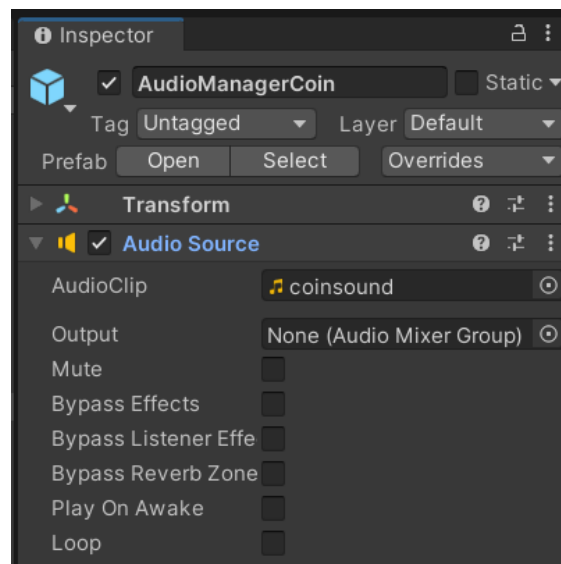 Inspector
AudioManagerCoin Static
Tag Untagged Layer Default
Prefab Open Select Overrides
Transform
Audio Source
AudioClip coinsound
Output None (Audio Mixer Group)
Mute
Bypass Effects
Bypass Listener Effe
Bypass Reverb Zone
Play On Awake
Loop